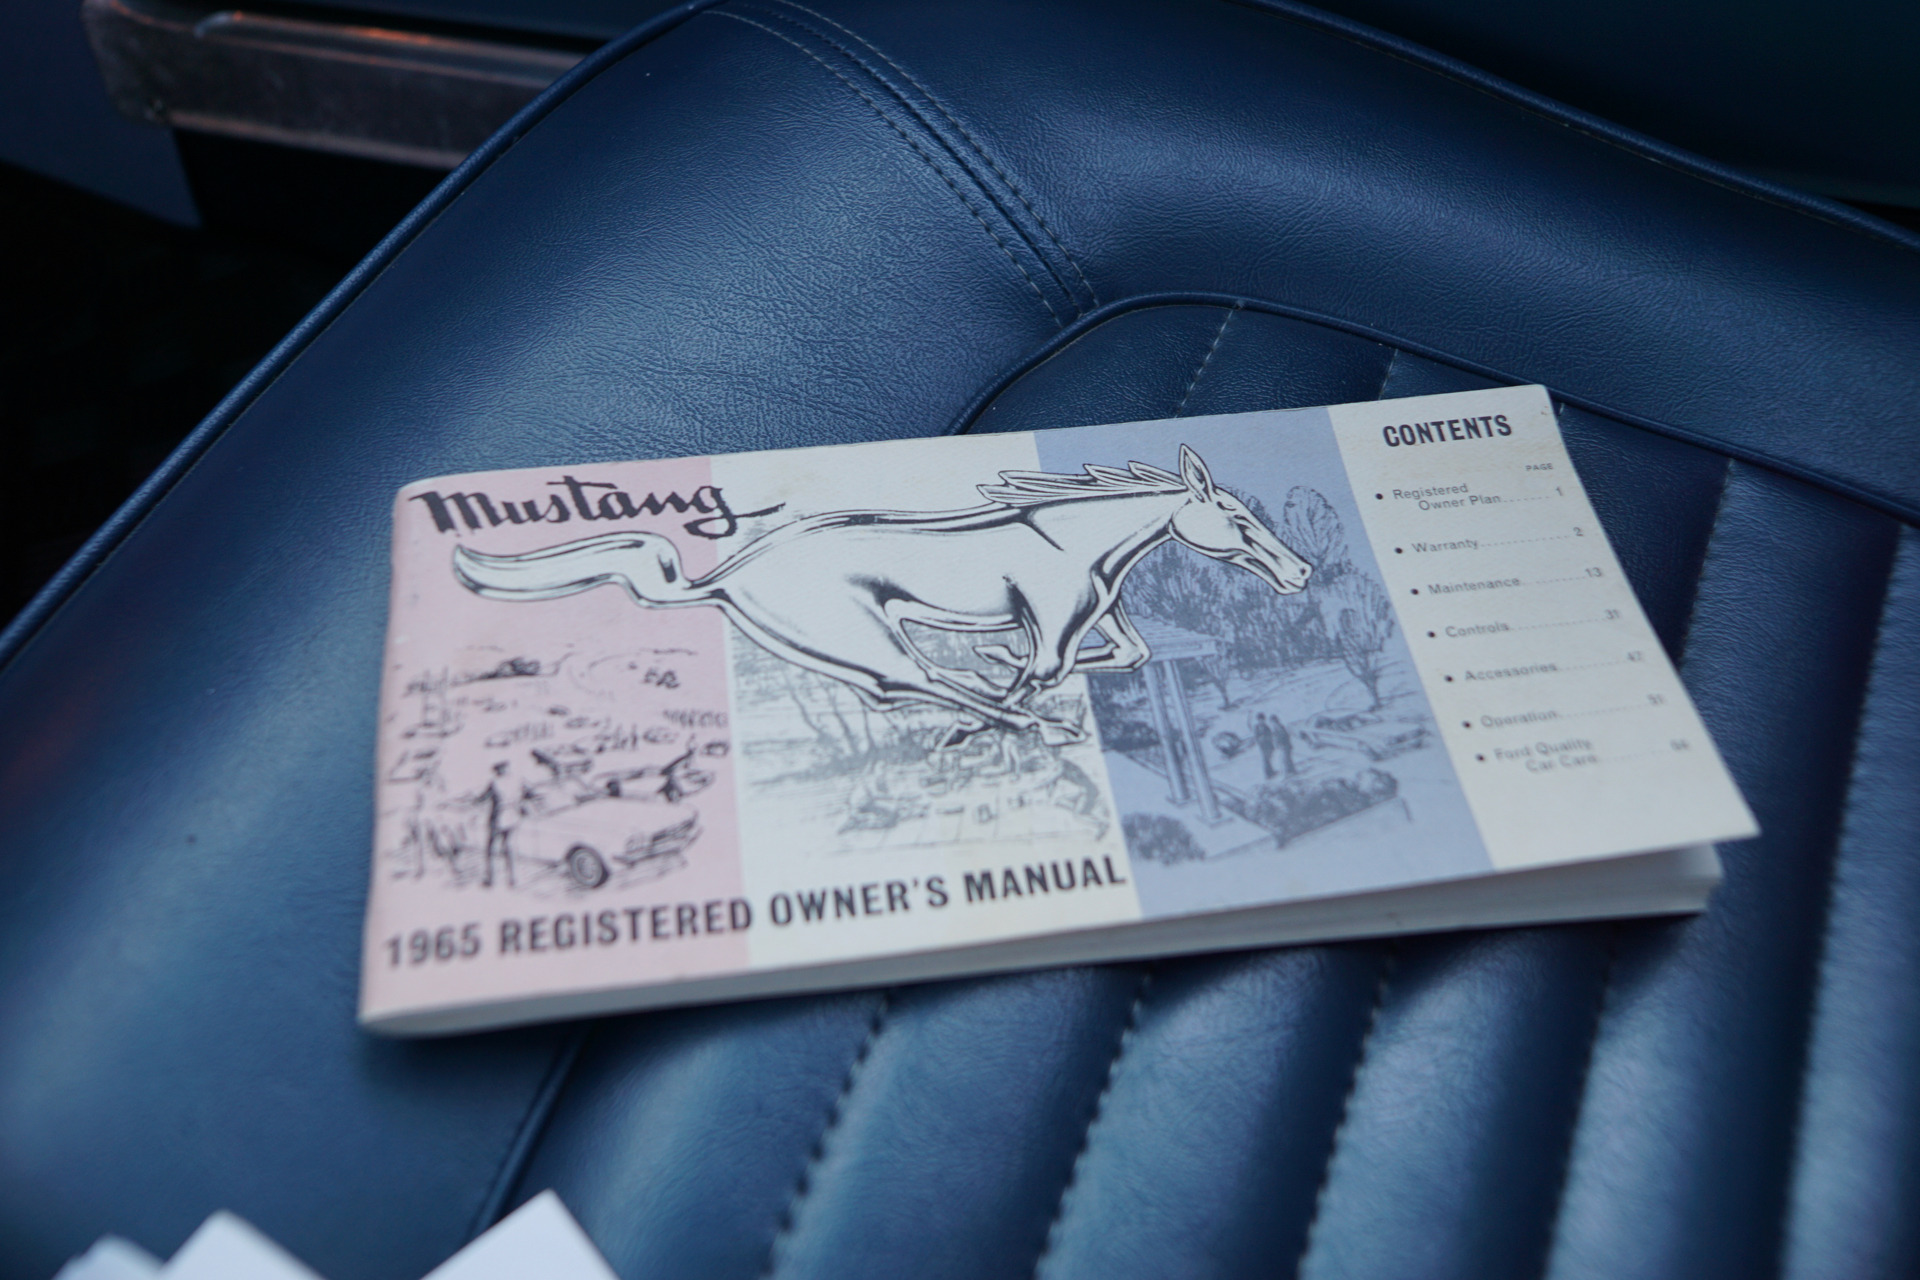 Mustang
1965 REGISTERED OWNER'S MANUAL
CONTENTS
PAGE
• Registered
Owner Plan....... 1
• Warranty.............. 2
• Maintenance..........13
• Controls...............31
• Accessories...........42
• Operation..............51
• Ford Quality
Car Care..........